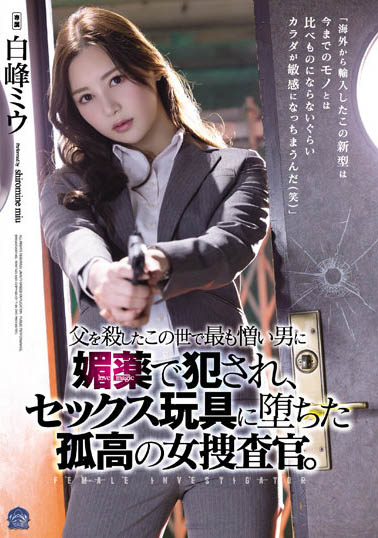 「海外から輸入したこの新型は
今までのモノとは
比べものにならないぐらい
カラダが敏感になっちまうんだ(笑)」
専属
白峰ミウ
Performed by shiromine miu
父を殺したこの世で最も憎い男に
媚薬で犯され、
love magic
セックス玩具に堕ちた
孤高の女捜査官。
FEMALE INVESTIGATOR